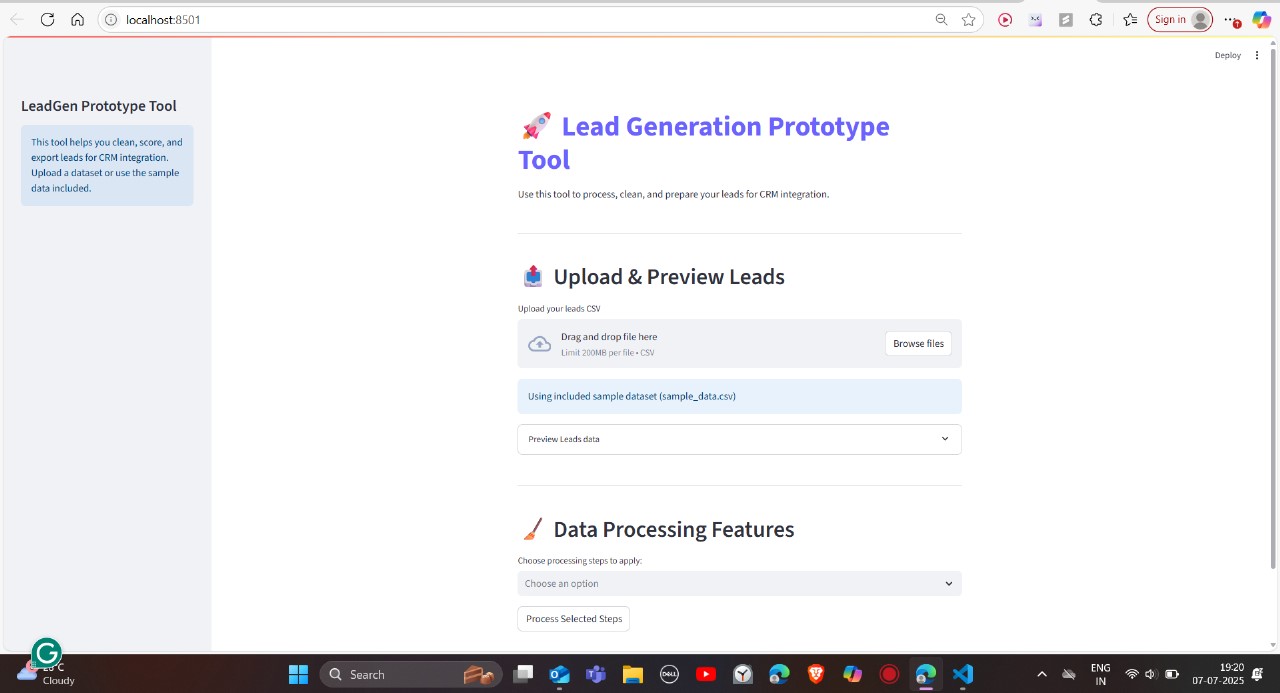 localhost:8501
Sign in
Deploy
LeadGen Prototype Tool
This tool helps you clean, score, and
export leads for CRM integration.
Upload a dataset or use the sample
data included.
Lead Generation Prototype
Tool
Use this tool to process, clean, and prepare your leads for CRM integration.
Upload & Preview Leads
Upload your leads CSV
Drag and drop file here
Limit 200MB per file • CSV
Browse files
Using included sample dataset (sample_data.csv)
Preview Leads data
Data Processing Features
Choose processing steps to apply:
Choose an option
Process Selected Steps
Cloudy
Search
DELL
ENG
IN
19:20
07-07-2025